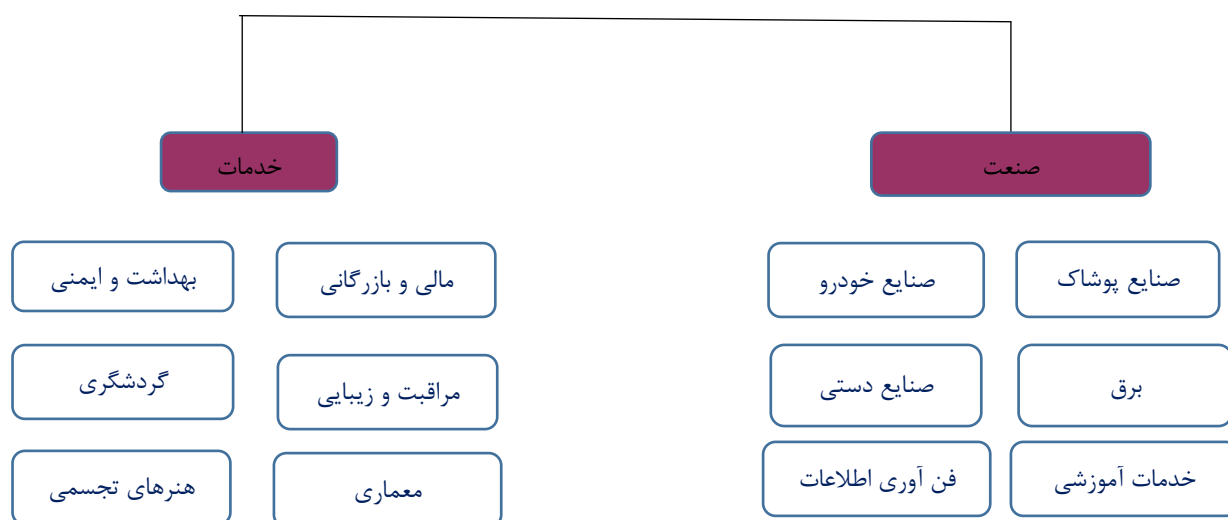 صنعت
خدمات
صنایع پوشاک
صنایع خودرو
مالی و بازرگانی
بهداشت و ایمنی
برق
صنایع دستی
مراقبت و زیبایی
گردشگری
خدمات آموزشی
فن آوری اطلاعات
معماری
هنرهای تجسمی